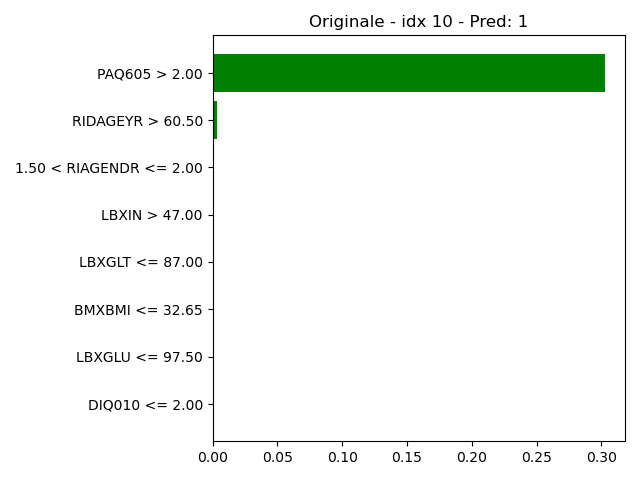 Originale - idx 10 - Pred: 1
PAQ605 > 2.00
RIDAGEYR > 60.50
1.50 < RIAGENDR <= 2.00
LBXIN > 47.00
LBXGLT <= 87.00
BMXBMI <= 32.65
LBXGLU <= 97.50
DIQ010 <= 2.00
0.00 0.05 0.10 0.15 0.20 0.25 0.30